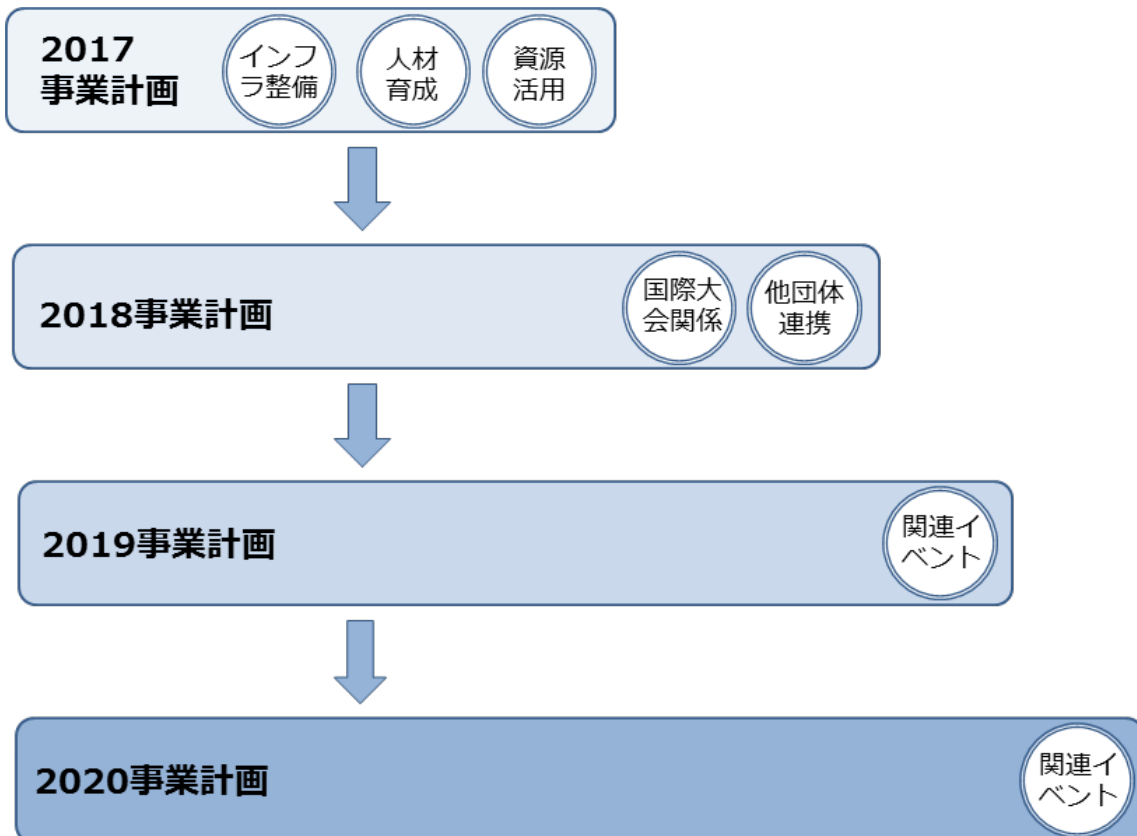 2017
事業計画
インフ
ラ整備
人材
育成
資源
活用
2018事業計画
国際大
会関係
他団体
連携
2019事業計画
関連イ
ベント
2020事業計画
関連イ
ベント